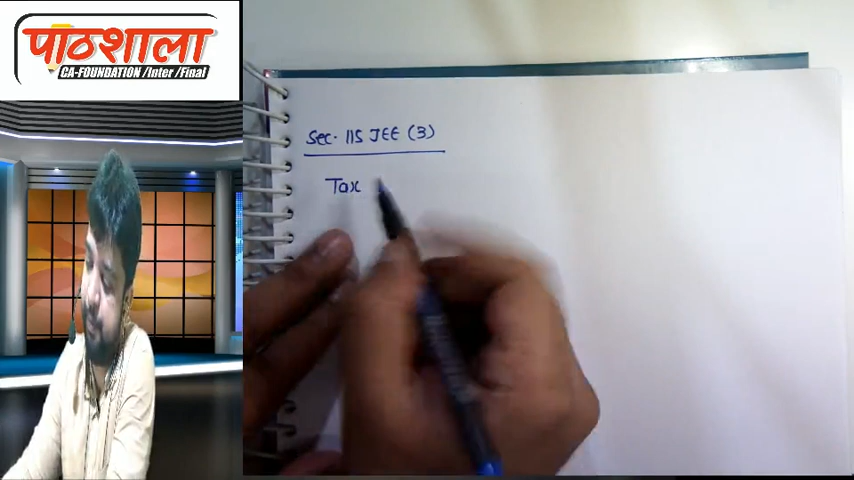 पाठशाला
CA-FOUNDATION/Inter/Final
Sec. 115 JEE (3)
Tax